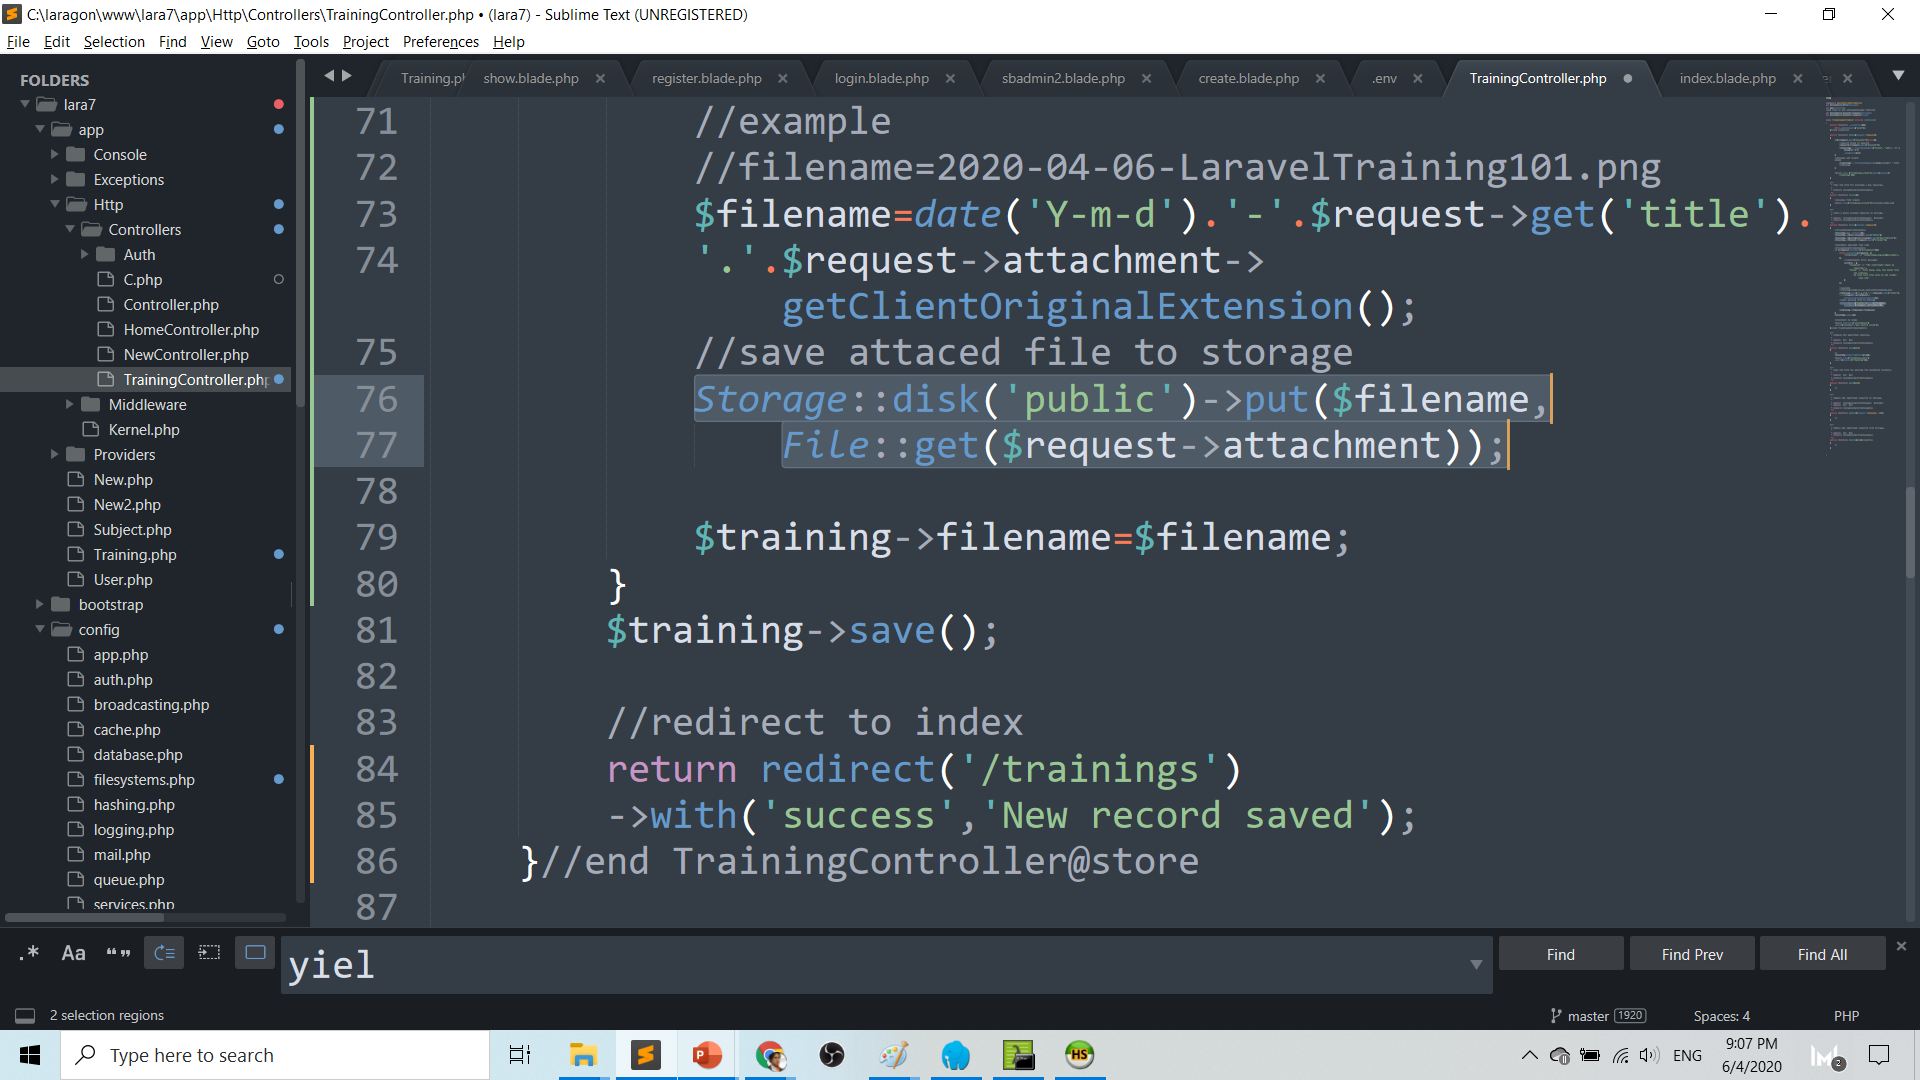 C:\laragon\www\lara7\app\Http\Controllers\TrainingController.php • (lara7) - Sublime Text (UNREGISTERED)
File Edit Selection Find View Goto Tools Project Preferences Help
FOLDERS
lara7
app
Console
Exceptions
Http
Controllers
Auth
C.php
Controller.php
HomeController.php
NewController.php
TrainingController.php
Middleware
Kernel.php
Providers
New.php
New2.php
Subject.php
Training.php
User.php
bootstrap
config
app.php
auth.php
broadcasting.php
cache.php
database.php
filesystems.php
hashing.php
logging.php
mail.php
queue.php
services.php
Training.ph show.blade.php register.blade.php login.blade.php sbadmin2.blade.php create.blade.php .env TrainingController.php index.blade.php
71 //example
72 //filename=2020-04-06-LaravelTraining101.png
73 $filename=date('Y-m-d').'-'.$request->get('title').
74 '.'.$request->attachment->
getClientOriginalExtension();
75 //save attaced file to storage
76 Storage::disk('public')->put($filename,
77 File::get($request->attachment));
78
79 $training->filename=$filename;
80 }
81 $training->save();
82
83 //redirect to index
84 return redirect('/trainings')
85 ->with('success','New record saved');
86 }//end TrainingController@store
87
.* Aa “” yiel Find Find Prev Find All
2 selection regions master 1920 Spaces: 4 PHP
Type here to search
ENG 9:07 PM
6/4/2020
HS
2